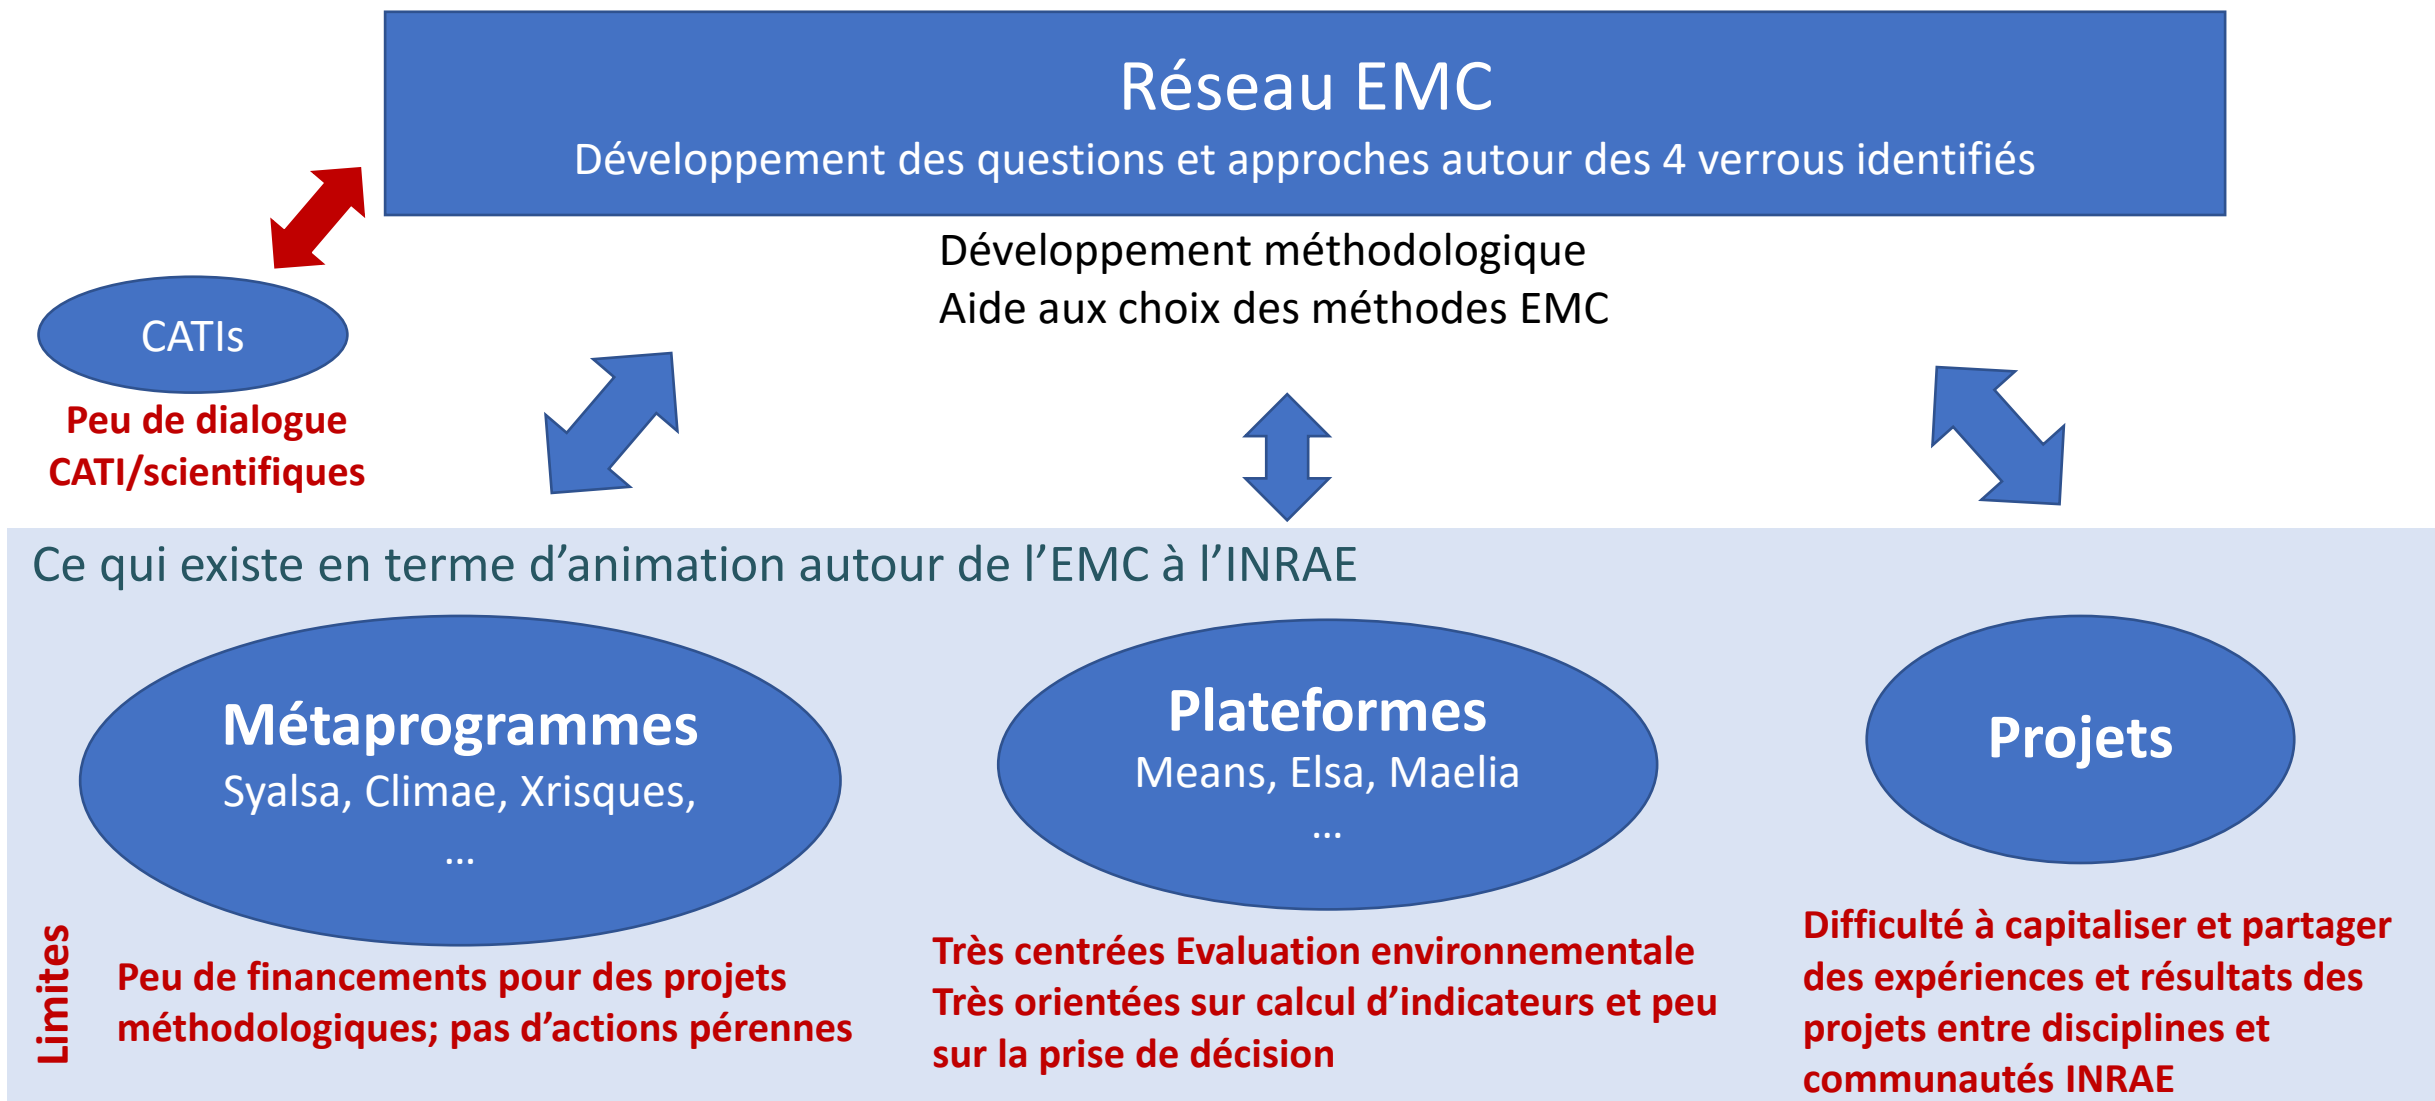 Réseau EMC
Développement des questions et approches autour des 4 verrous identifiés
Développement méthodologique
Aide aux choix des méthodes EMC
CATIs
Peu de dialogue
CATI/scientifiques
Ce qui existe en terme d’animation autour de l’EMC à l’INRAE
Métaprogrammes
Syalsa, Climae, Xrisques,
…
Plateformes
Means, Elsa, Maelia
…
Projets
Limites
Peu de financements pour des projets
méthodologiques; pas d’actions pérennes
Très centrées Evaluation environnementale
Très orientées sur calcul d’indicateurs et peu
sur la prise de décision
Difficulté à capitaliser et partager
des expériences et résultats des
projets entre disciplines et
communautés INRAE